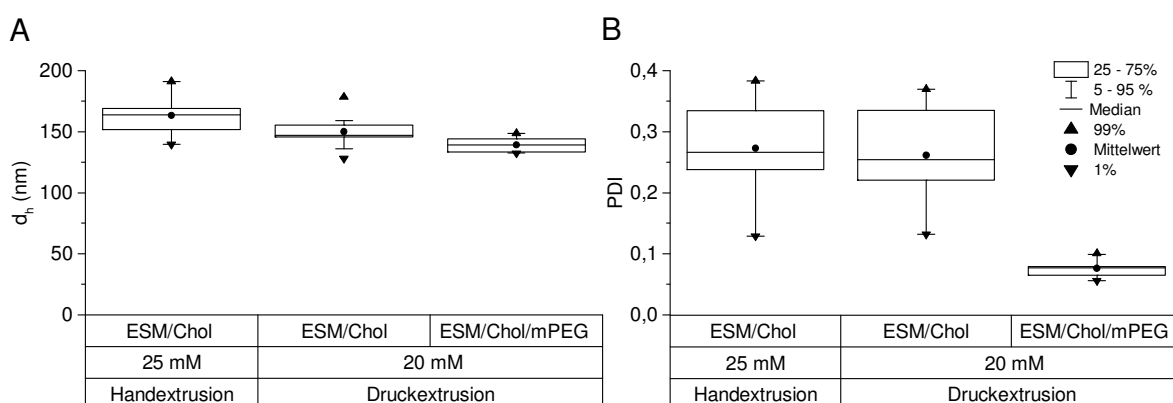 A
200
150
100
50
0
d_h (nm)
ESM/Chol ESM/Chol ESM/Chol/mPEG
25 mM 20 mM
Handextrusion Druckextrusion
B
0,4
0,3
0,2
0,1
0,0
PDI
25 - 75%
5 - 95 %
Median
99%
Mittelwert
1%
ESM/Chol ESM/Chol ESM/Chol/mPEG
25 mM 20 mM
Handextrusion Druckextrusion